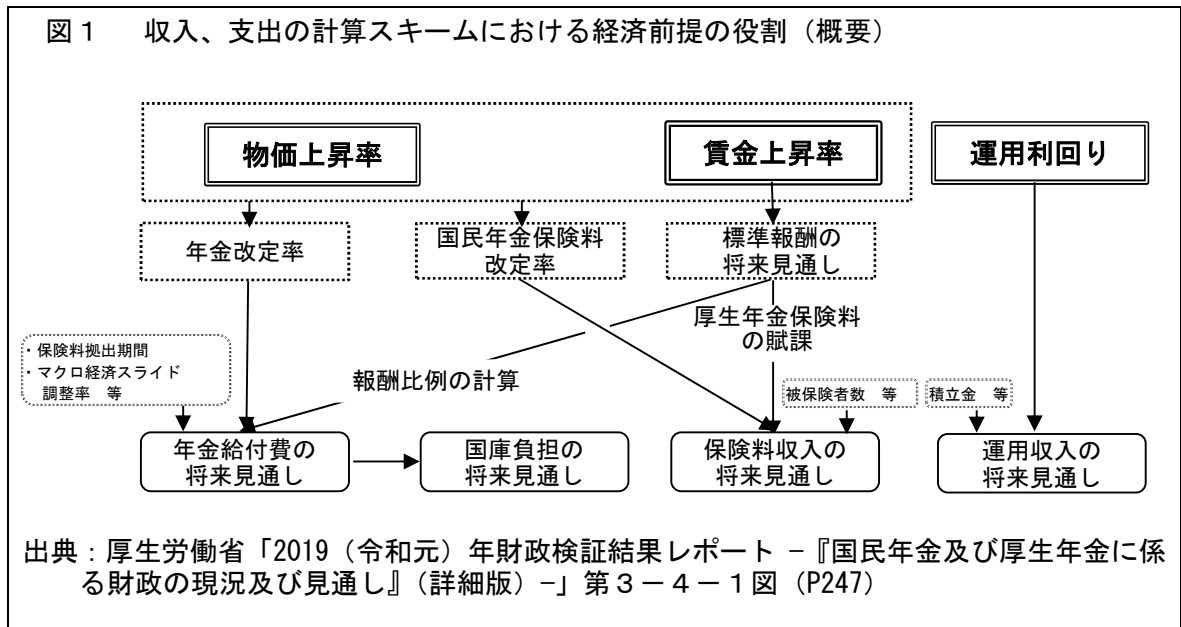 図１　収入、支出の計算スキームにおける経済前提の役割（概要）
物価上昇率
賃金上昇率
運用利回り
年金改定率
国民年金保険料
改定率
標準報酬の
将来見通し
厚生年金保険料
の賦課
・保険料拠出期間
・マクロ経済スライド
調整率　等
報酬比例の計算
被保険者数　等
積立金　等
年金給付費の
将来見通し
国庫負担の
将来見通し
保険料収入の
将来見通し
運用収入の
将来見通し
出典：厚生労働省「2019（令和元）年財政検証結果レポート －『国民年金及び厚生年金に係
る財政の現況及び見通し』（詳細版）－」第３－４－１図（P247）